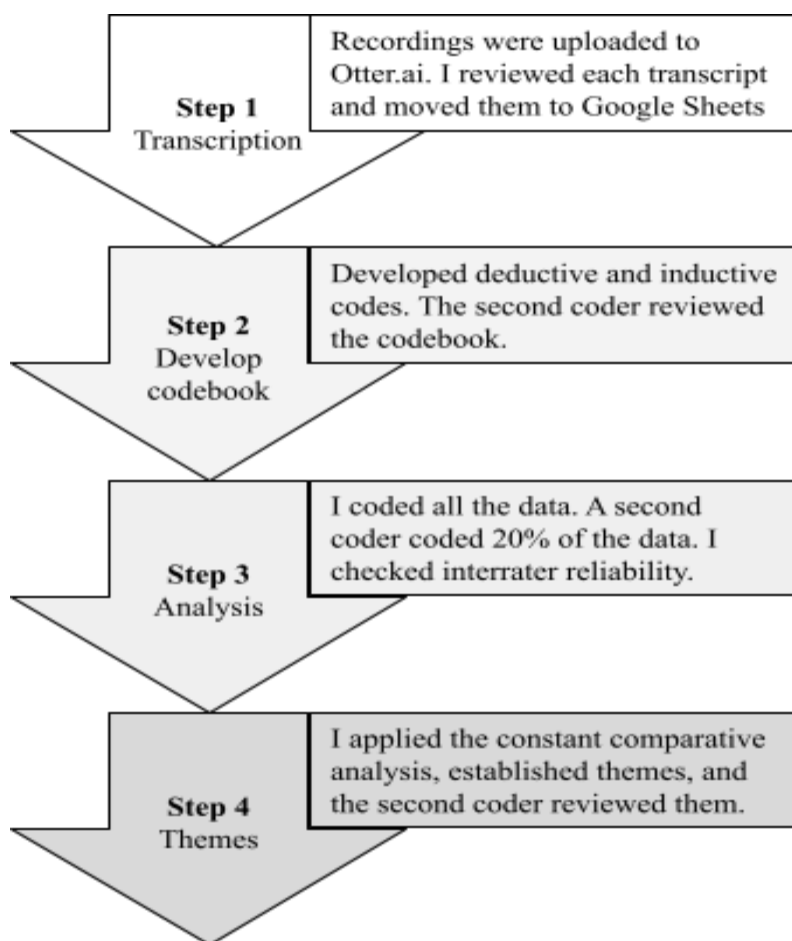 Step 1
Transcription
Recordings were uploaded to
Otter.ai. I reviewed each transcript
and moved them to Google Sheets
Step 2
Develop
codebook
Developed deductive and inductive
codes. The second coder reviewed
the codebook.
Step 3
Analysis
I coded all the data. A second
coder coded 20% of the data. I
checked interrater reliability.
Step 4
Themes
I applied the constant comparative
analysis, established themes, and
the second coder reviewed them.